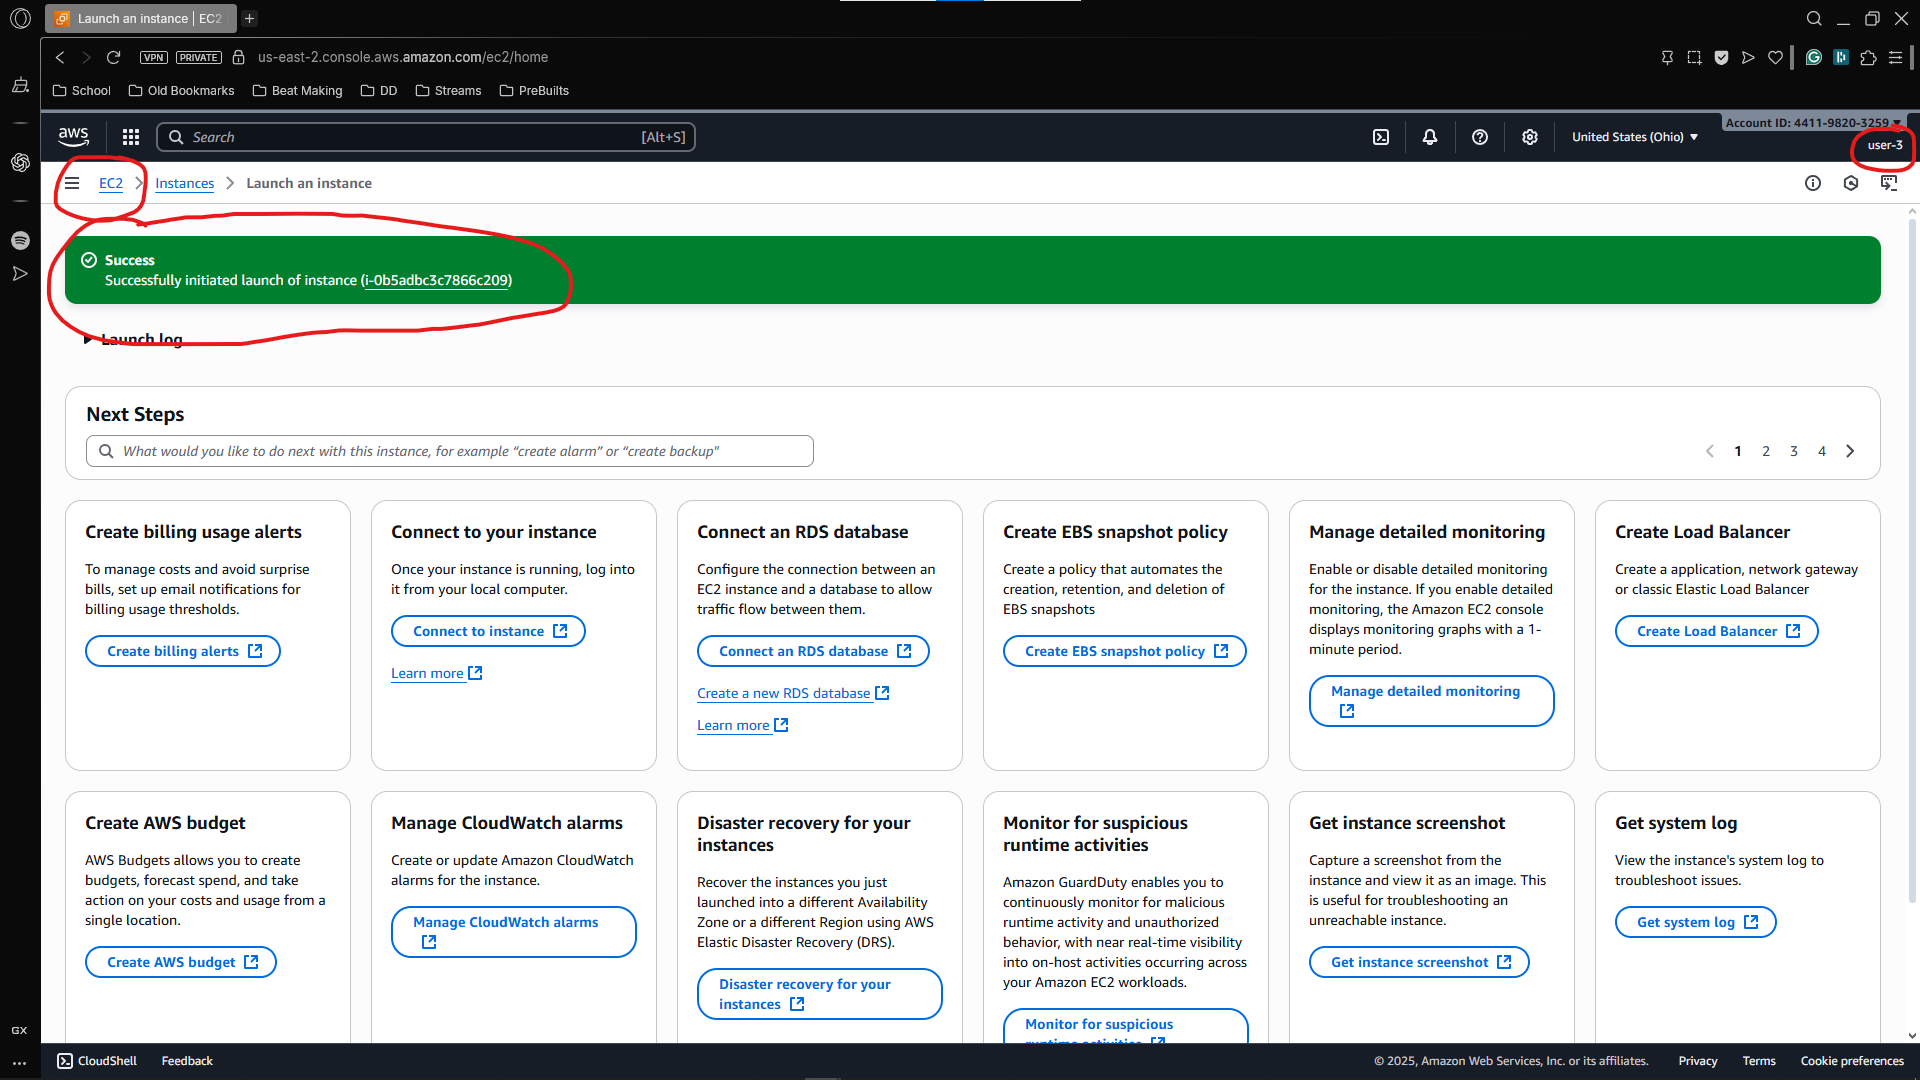 Launch an instance | EC2
VPN PRIVATE us-east-2.console.aws.amazon.com/ec2/home
School Old Bookmarks Beat Making DD Streams PreBuilts
aws Search [Alt+S] United States (Ohio) Account ID: 4411-9820-3259
user-3
EC2 Instances Launch an instance
Success
Successfully initiated launch of instance (i-0b5adbc3c7866c209)
Launch log
Next Steps
What would you like to do next with this instance, for example “create alarm” or “create backup"
1 2 3 4
Create billing usage alerts
To manage costs and avoid surprise
bills, set up email notifications for
billing usage thresholds.
Create billing alerts
Connect to your instance
Once your instance is running, log into
it from your local computer.
Connect to instance
Learn more
Connect an RDS database
Configure the connection between an
EC2 instance and a database to allow
traffic flow between them.
Connect an RDS database
Create a new RDS database
Learn more
Create EBS snapshot policy
Create a policy that automates the
creation, retention, and deletion of
EBS snapshots
Create EBS snapshot policy
Manage detailed monitoring
Enable or disable detailed monitoring
for the instance. If you enable detailed
monitoring, the Amazon EC2 console
displays monitoring graphs with a 1-
minute period.
Manage detailed monitoring
Create Load Balancer
Create a application, network gateway
or classic Elastic Load Balancer
Create Load Balancer
Create AWS budget
AWS Budgets allows you to create
budgets, forecast spend, and take
action on your costs and usage from a
single location.
Create AWS budget
Manage CloudWatch alarms
Create or update Amazon CloudWatch
alarms for the instance.
Manage CloudWatch alarms
Disaster recovery for your
instances
Recover the instances you just
launched into a different Availability
Zone or a different Region using AWS
Elastic Disaster Recovery (DRS).
Disaster recovery for your
instances
Monitor for suspicious
runtime activities
Amazon GuardDuty enables you to
continuously monitor for malicious
runtime activity and unauthorized
behavior, with near real-time visibility
into on-host activities occurring across
your Amazon EC2 workloads.
Monitor for suspicious
runtime activities
Get instance screenshot
Capture a screenshot from the
instance and view it as an image. This
is useful for troubleshooting an
unreachable instance.
Get instance screenshot
Get system log
View the instance's system log to
troubleshoot issues.
Get system log
GX
CloudShell Feedback © 2025, Amazon Web Services, Inc. or its affiliates. Privacy Terms Cookie preferences